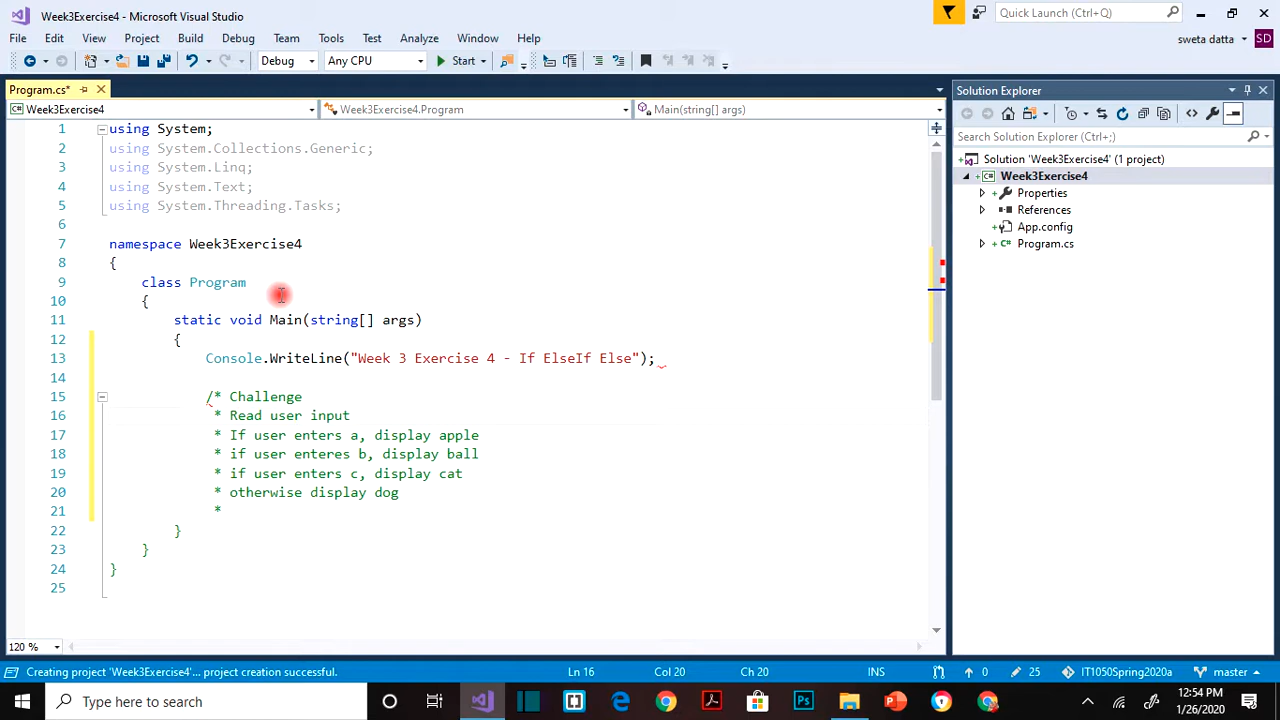 Week3Exercise4 - Microsoft Visual Studio
Quick Launch (Ctrl+Q)
File Edit View Project Build Debug Team Tools Test Analyze Window Help
sweta datta SD
Debug Any CPU Start
Program.cs*
Solution Explorer
Week3Exercise4 Week3Exercise4.Program Main(string[] args)
Search Solution Explorer (Ctrl+;)
Solution 'Week3Exercise4' (1 project)
Week3Exercise4
Properties
References
App.config
Program.cs
1 using System;
2 using System.Collections.Generic;
3 using System.Linq;
4 using System.Text;
5 using System.Threading.Tasks;
6
7 namespace Week3Exercise4
8 {
9 class Program
10 {
11 static void Main(string[] args)
12 {
13 Console.WriteLine("Week 3 Exercise 4 - If ElseIf Else");
14
15 /* Challenge
16 * Read user input
17 * If user enters a, display apple
18 * if user enteres b, display ball
19 * if user enters c, display cat
20 * otherwise display dog
21 *
22 }
23 }
24 }
25
120 %
Creating project 'Week3Exercise4'... project creation successful. Ln 16 Col 20 Ch 20 INS 0 25 IT1050Spring2020a master
Type here to search
12:54 PM
1/26/2020